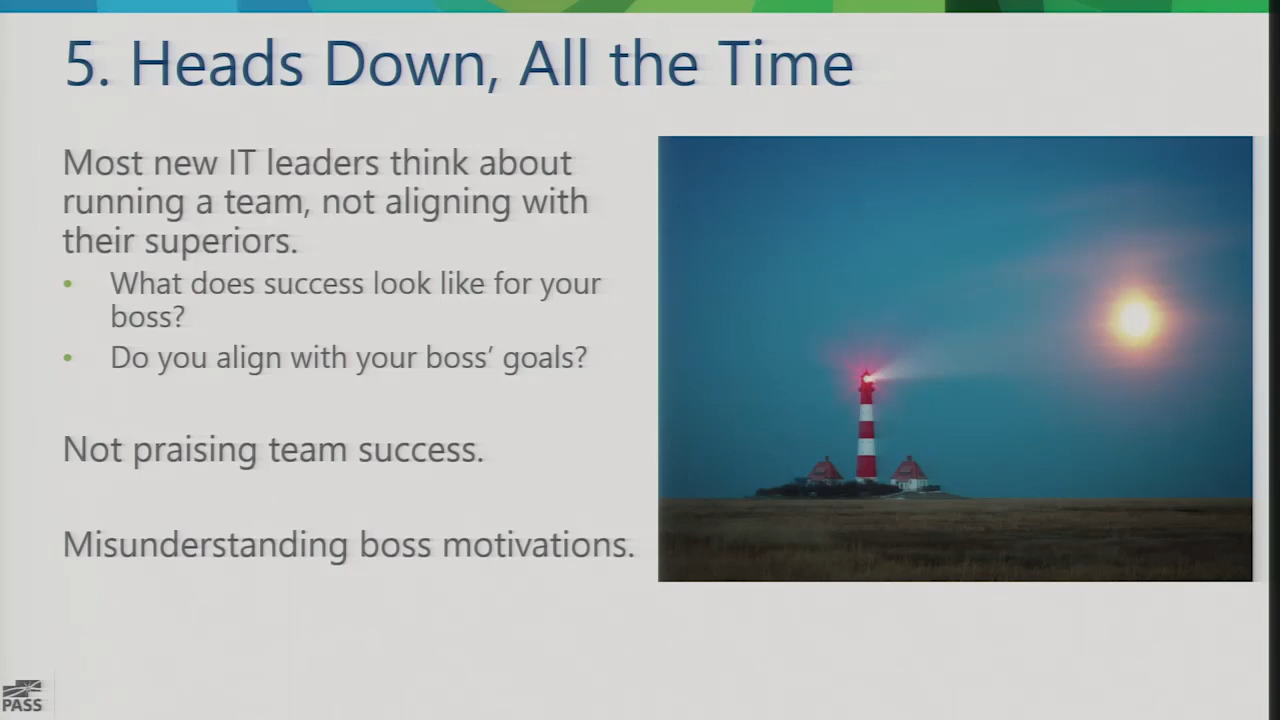 5. Heads Down, All the Time
Most new IT leaders think about
running a team, not aligning with
their superiors.
• What does success look like for your
boss?
• Do you align with your boss’ goals?
Not praising team success.
Misunderstanding boss motivations.
PASS